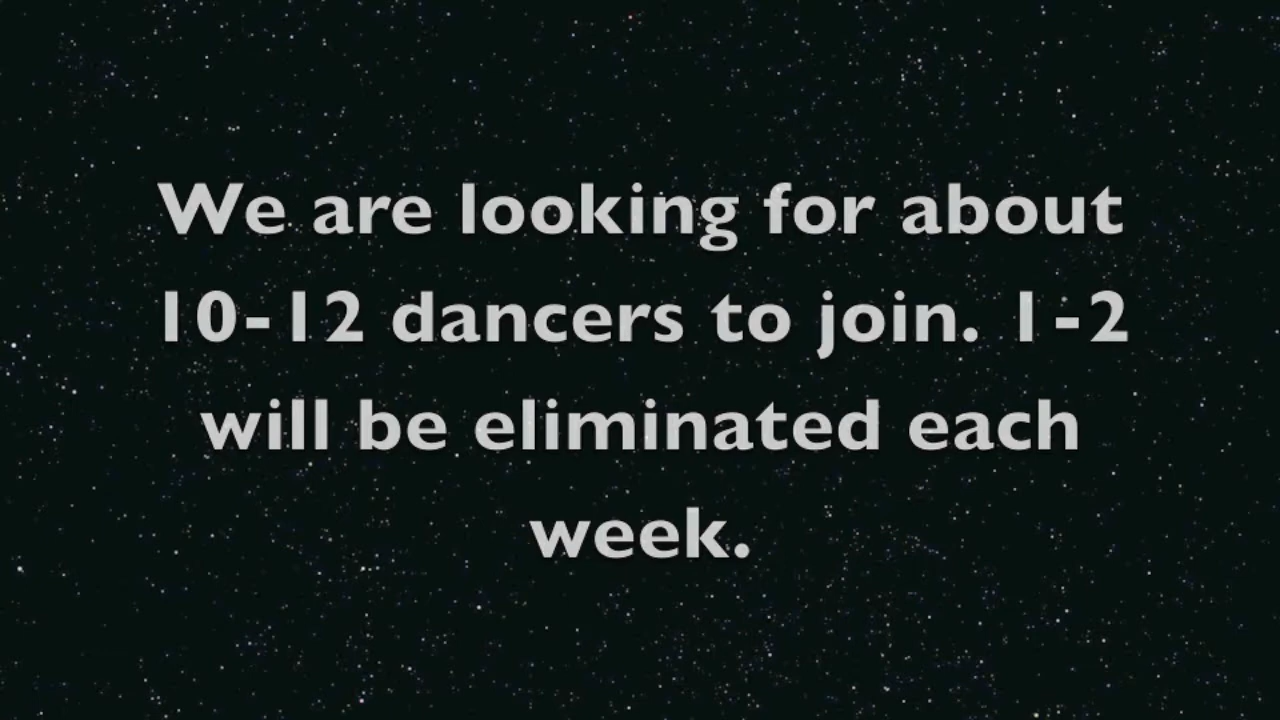 We are looking for about
10-12 dancers to join. 1-2
will be eliminated each
week.